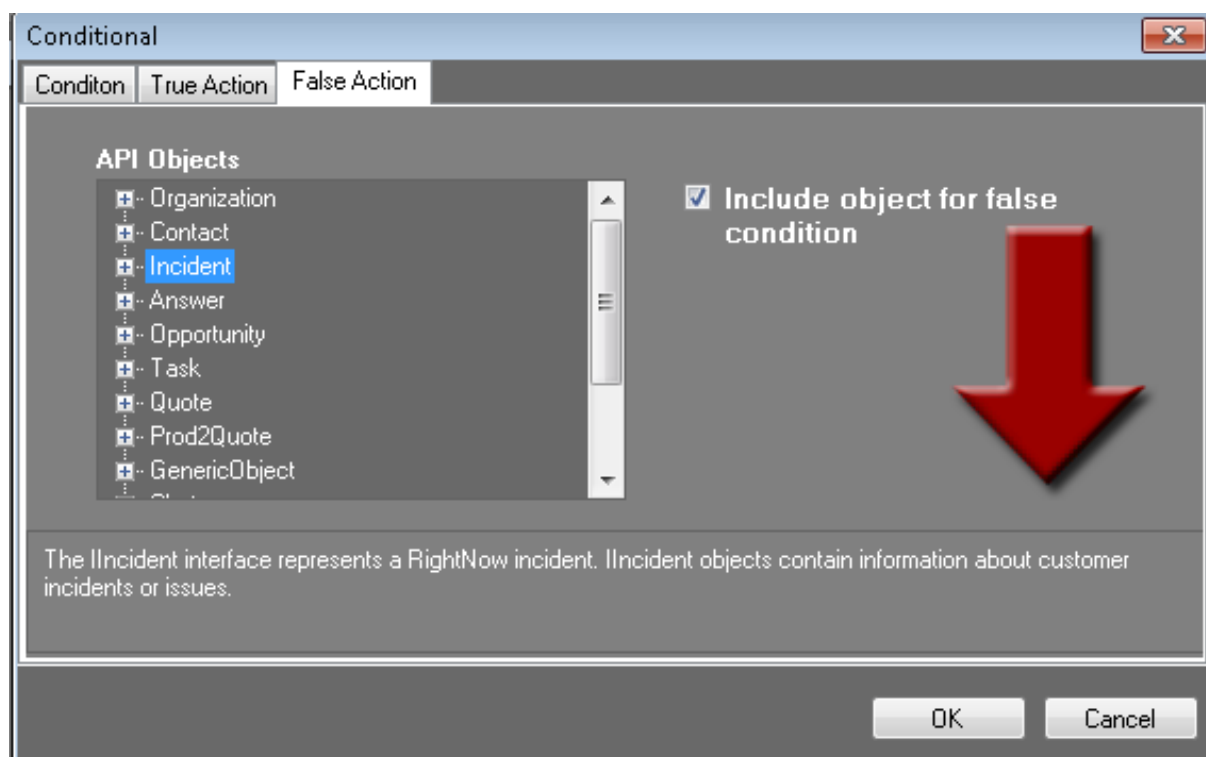 Conditional
Conditon True Action False Action
API Objects
Organization
Contact
Incident
Answer
Opportunity
Task
Quote
Prod2Quote
GenericObject
Include object for false
condition
The IIncident interface represents a RightNow incident. IIncident objects contain information about customer
incidents or issues.
OK Cancel